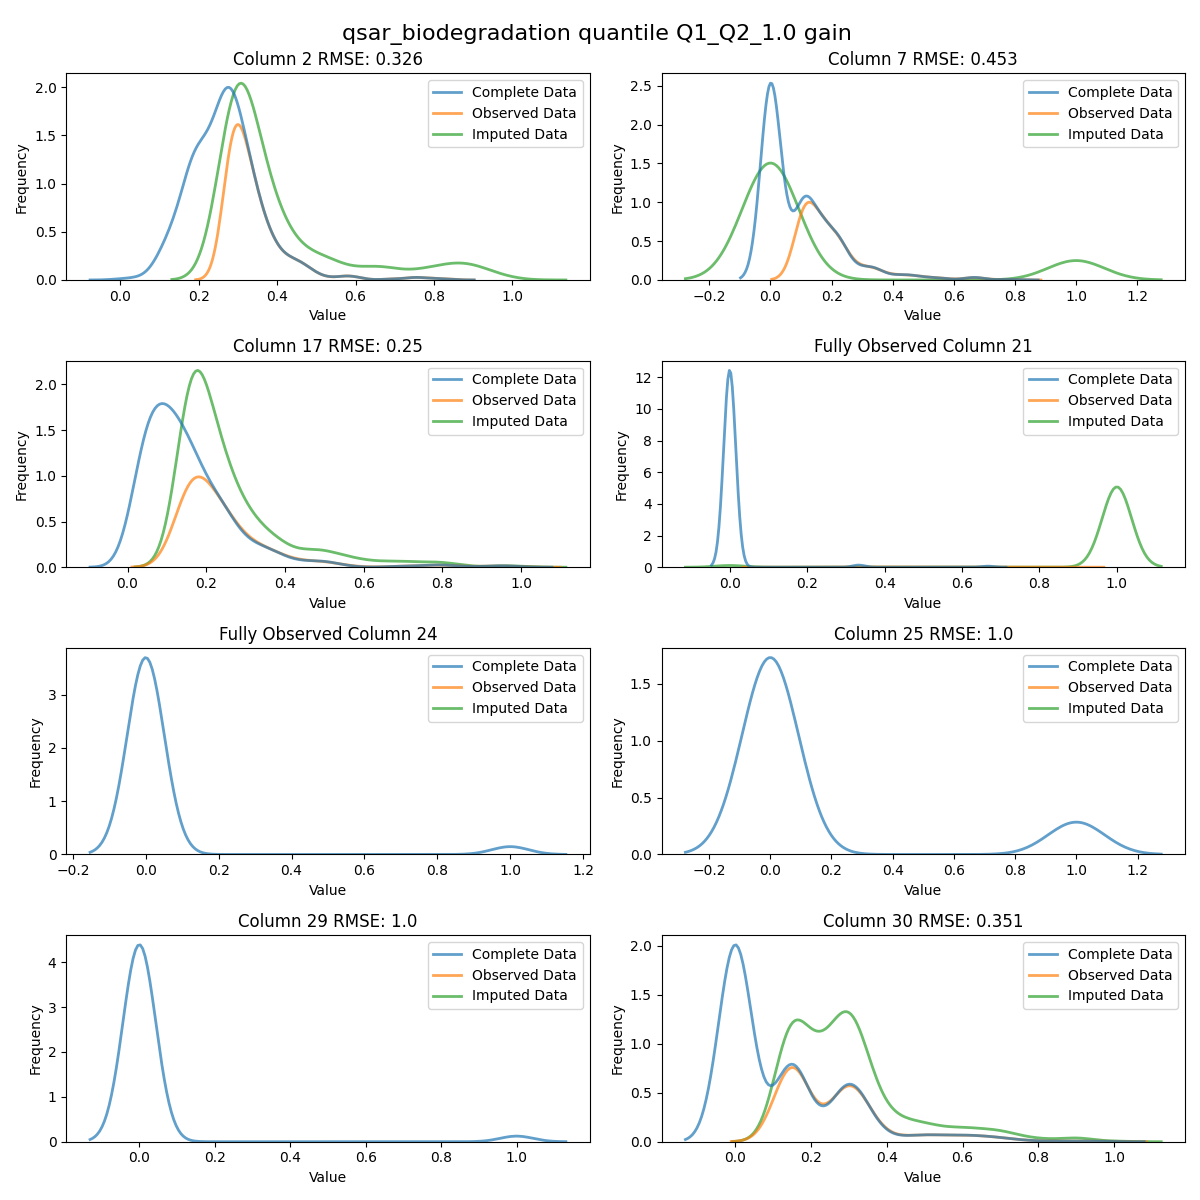 qsar_biodegradation quantile Q1_Q2_1.0 gain
Column 2 RMSE: 0.326
Frequency
2.0
1.5
1.0
0.5
0.0
0.0 0.2 0.4 0.6 0.8 1.0
Value
Complete Data
Observed Data
Imputed Data
Column 7 RMSE: 0.453
Frequency
2.5
2.0
1.5
1.0
0.5
0.0
−0.2 0.0 0.2 0.4 0.6 0.8 1.0 1.2
Value
Complete Data
Observed Data
Imputed Data
Column 17 RMSE: 0.25
Frequency
2.0
1.5
1.0
0.5
0.0
0.0 0.2 0.4 0.6 0.8 1.0
Value
Complete Data
Observed Data
Imputed Data
Fully Observed Column 21
Frequency
12
10
8
6
4
2
0
0.0 0.2 0.4 0.6 0.8 1.0
Value
Complete Data
Observed Data
Imputed Data
Fully Observed Column 24
Frequency
3
2
1
0
−0.2 0.0 0.2 0.4 0.6 0.8 1.0 1.2
Value
Complete Data
Observed Data
Imputed Data
Column 25 RMSE: 1.0
Frequency
1.5
1.0
0.5
0.0
−0.2 0.0 0.2 0.4 0.6 0.8 1.0 1.2
Value
Complete Data
Observed Data
Imputed Data
Column 29 RMSE: 1.0
Frequency
4
3
2
1
0
0.0 0.2 0.4 0.6 0.8 1.0
Value
Complete Data
Observed Data
Imputed Data
Column 30 RMSE: 0.351
Frequency
2.0
1.5
1.0
0.5
0.0
0.0 0.2 0.4 0.6 0.8 1.0
Value
Complete Data
Observed Data
Imputed Data